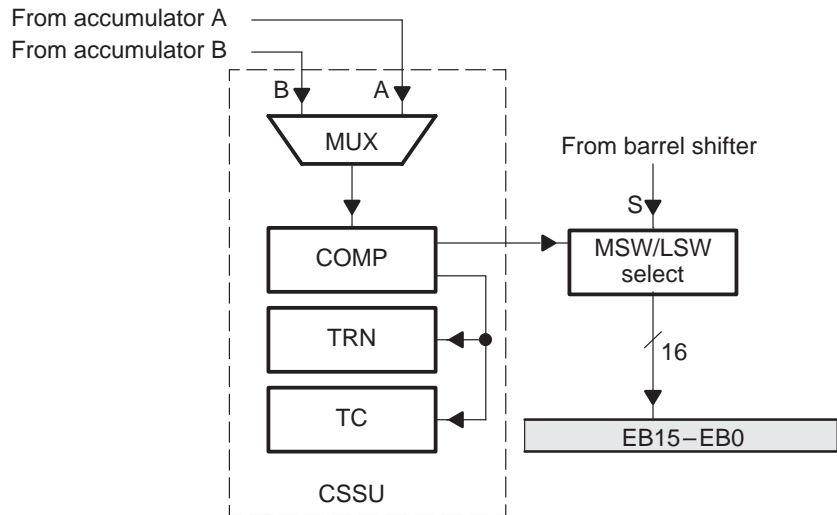 From accumulator A
From accumulator B
B
A
MUX
From barrel shifter
S
COMP
MSW/LSW
select
TRN
16
TC
EB15–EB0
CSSU